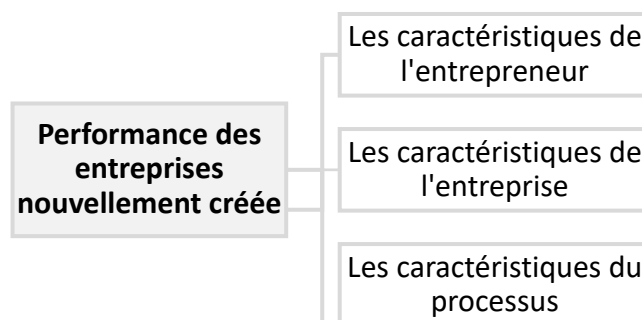 Performance des
entreprises
nouvellement créée
Les caractéristiques de
l'entrepreneur
Les caractéristiques de
l'entreprise
Les caractéristiques du
processus